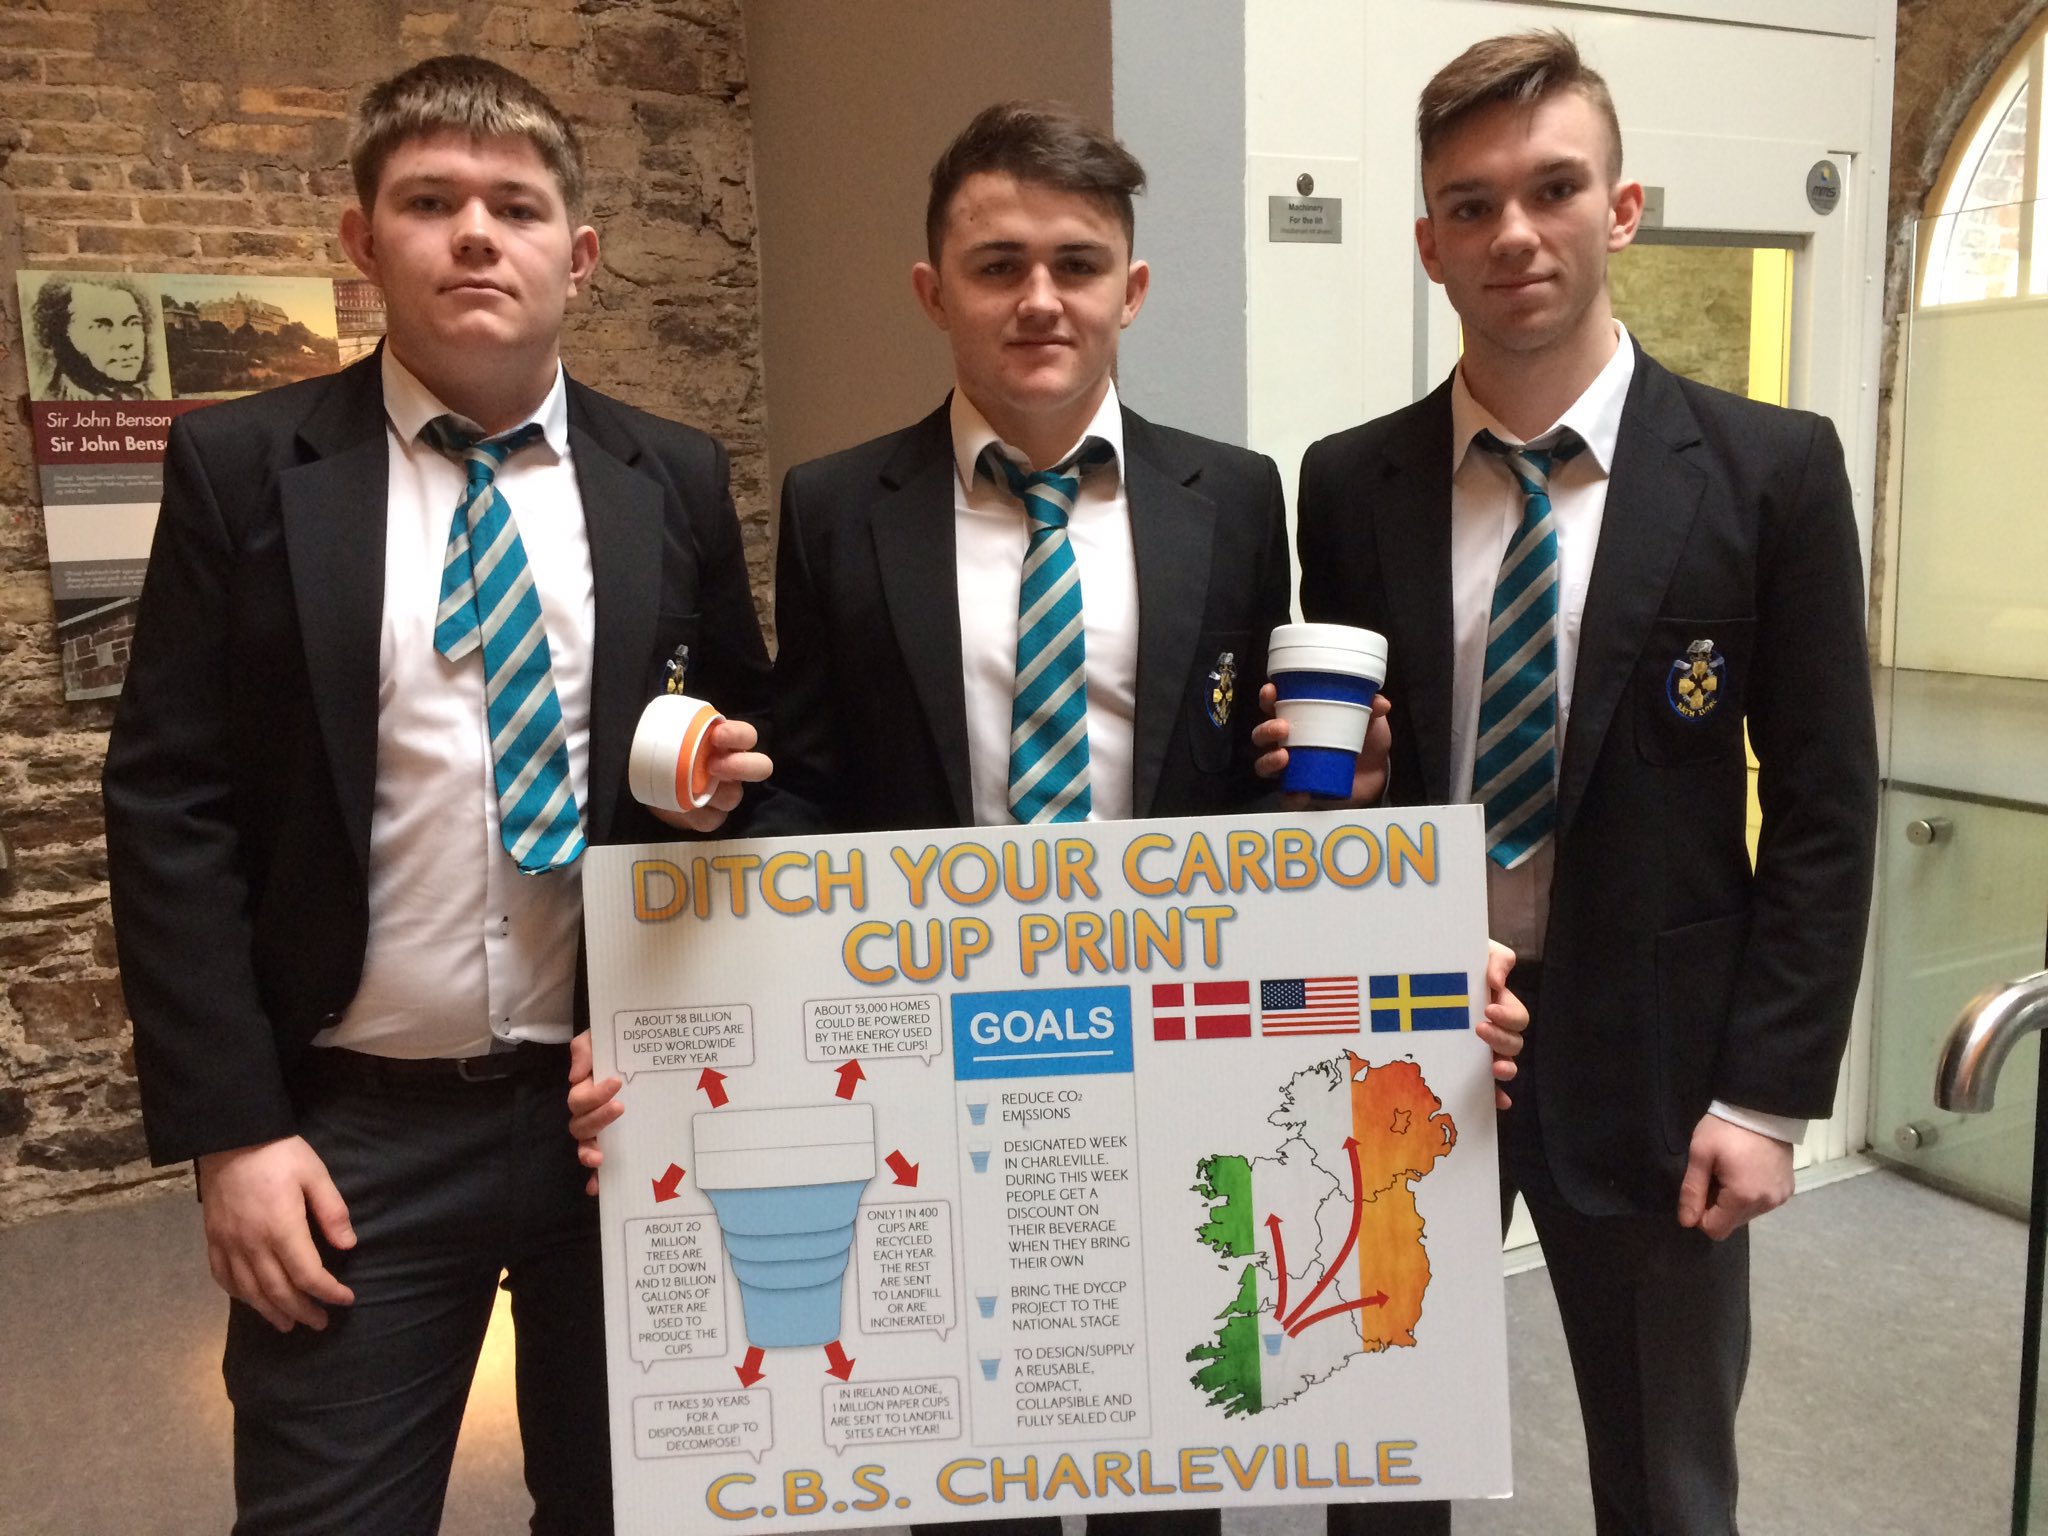 Sir John Benson
Sir John Bens
Machinery
For the lift
mms
RATH LUIRC
DITCH YOUR CARBON
CUP PRINT
ABOUT 58 BILLION
DISPOSABLE CUPS ARE
USED WORLDWIDE
EVERY YEAR
ABOUT 53,000 HOMES
COULD BE POWERED
BY THE ENERGY USED
TO MAKE THE CUPS!
ABOUT 20
MILLION
TREES ARE
CUT DOWN
AND 12 BILLION
GALLONS OF
WATER ARE
USED TO
PRODUCE THE
CUPS
ONLY 1 IN 400
CUPS ARE
RECYCLED
EACH YEAR.
THE REST
ARE SENT
TO LANDFILL
OR ARE
INCINERATED!
IT TAKES 30 YEARS
FOR A
DISPOSABLE CUP TO
DECOMPOSE!
IN IRELAND ALONE,
1 MILLION PAPER CUPS
ARE SENT TO LANDFILL
SITES EACH YEAR!
GOALS
REDUCE CO₂
EMISSIONS
DESIGNATED WEEK
IN CHARLEVILLE.
DURING THIS WEEK
PEOPLE GET A
DISCOUNT ON
THEIR BEVERAGE
WHEN THEY BRING
THEIR OWN
BRING THE DYCCP
PROJECT TO THE
NATIONAL STAGE
TO DESIGN/SUPPLY
A REUSABLE,
COMPACT,
COLLAPSIBLE AND
FULLY SEALED CUP
C.B.S. CHARLEVILLE